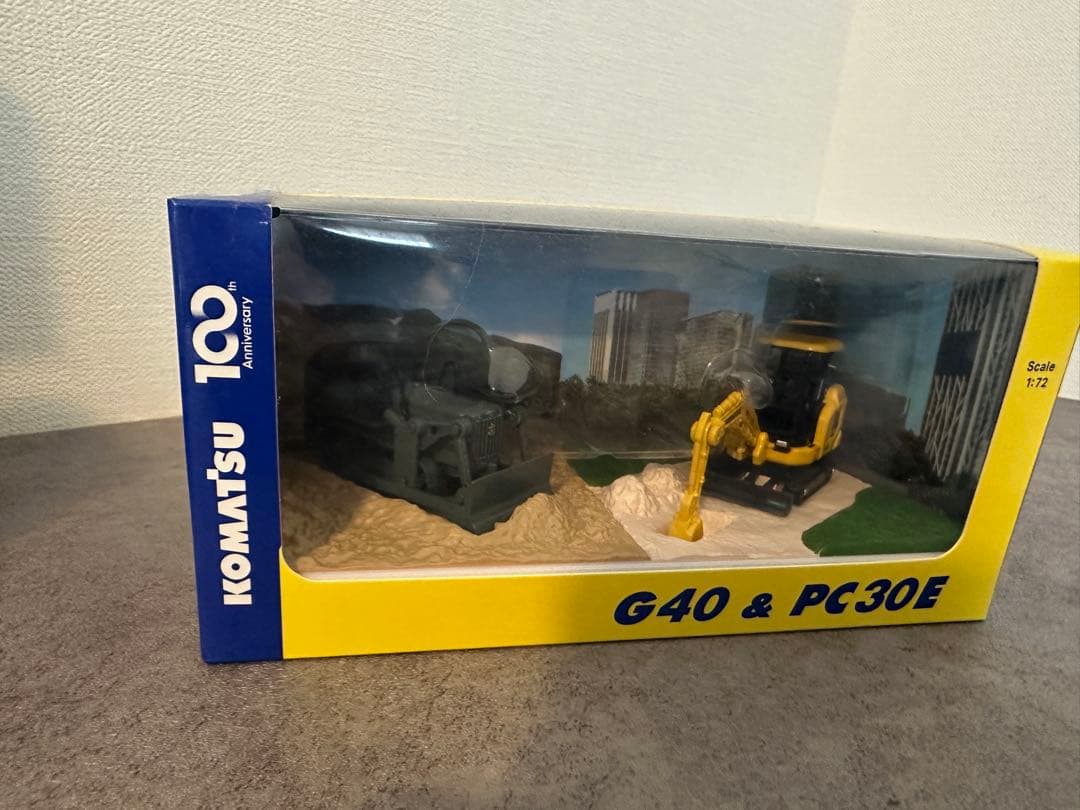 KOMATSU 100th
Anniversary
Scale
1:72
G40 & PC30E